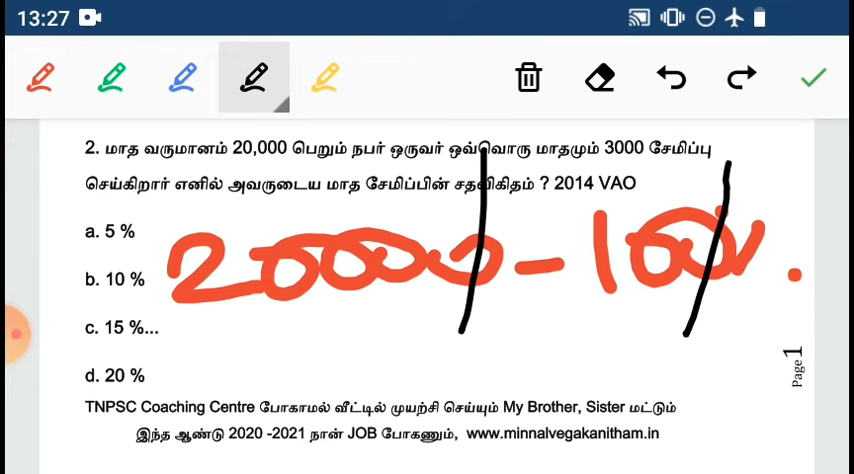 13:27
2. மாத வருமானம் 20,000 பெறும் நபர் ஒருவர் ஒவ்வொரு மாதமும் 3000 சேமிப்பு
செய்கிறார் எனில் அவருடைய மாத சேமிப்பின் சதவிகிதம் ? 2014 VAO
a. 5 %
20000 - 100%.
b. 10 %
c. 15 %...
d. 20 %
Page 1
TNPSC Coaching Centre போகாமல் வீட்டில் முயற்சி செய்யும் My Brother, Sister மட்டும்
இந்த ஆண்டு 2020 -2021 நான் JOB போகணும், www.minnalvegakanitham.in